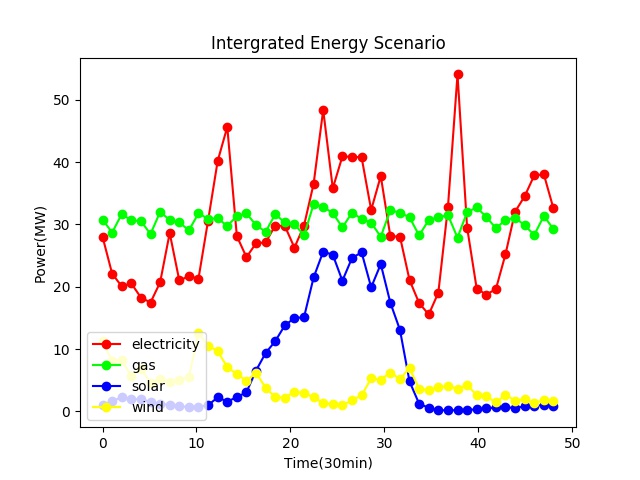 Intergrated Energy Scenario
Power(MW)
50
40
30
20
10
0
electricity
gas
solar
wind
0 10 20 30 40 50
Time(30min)